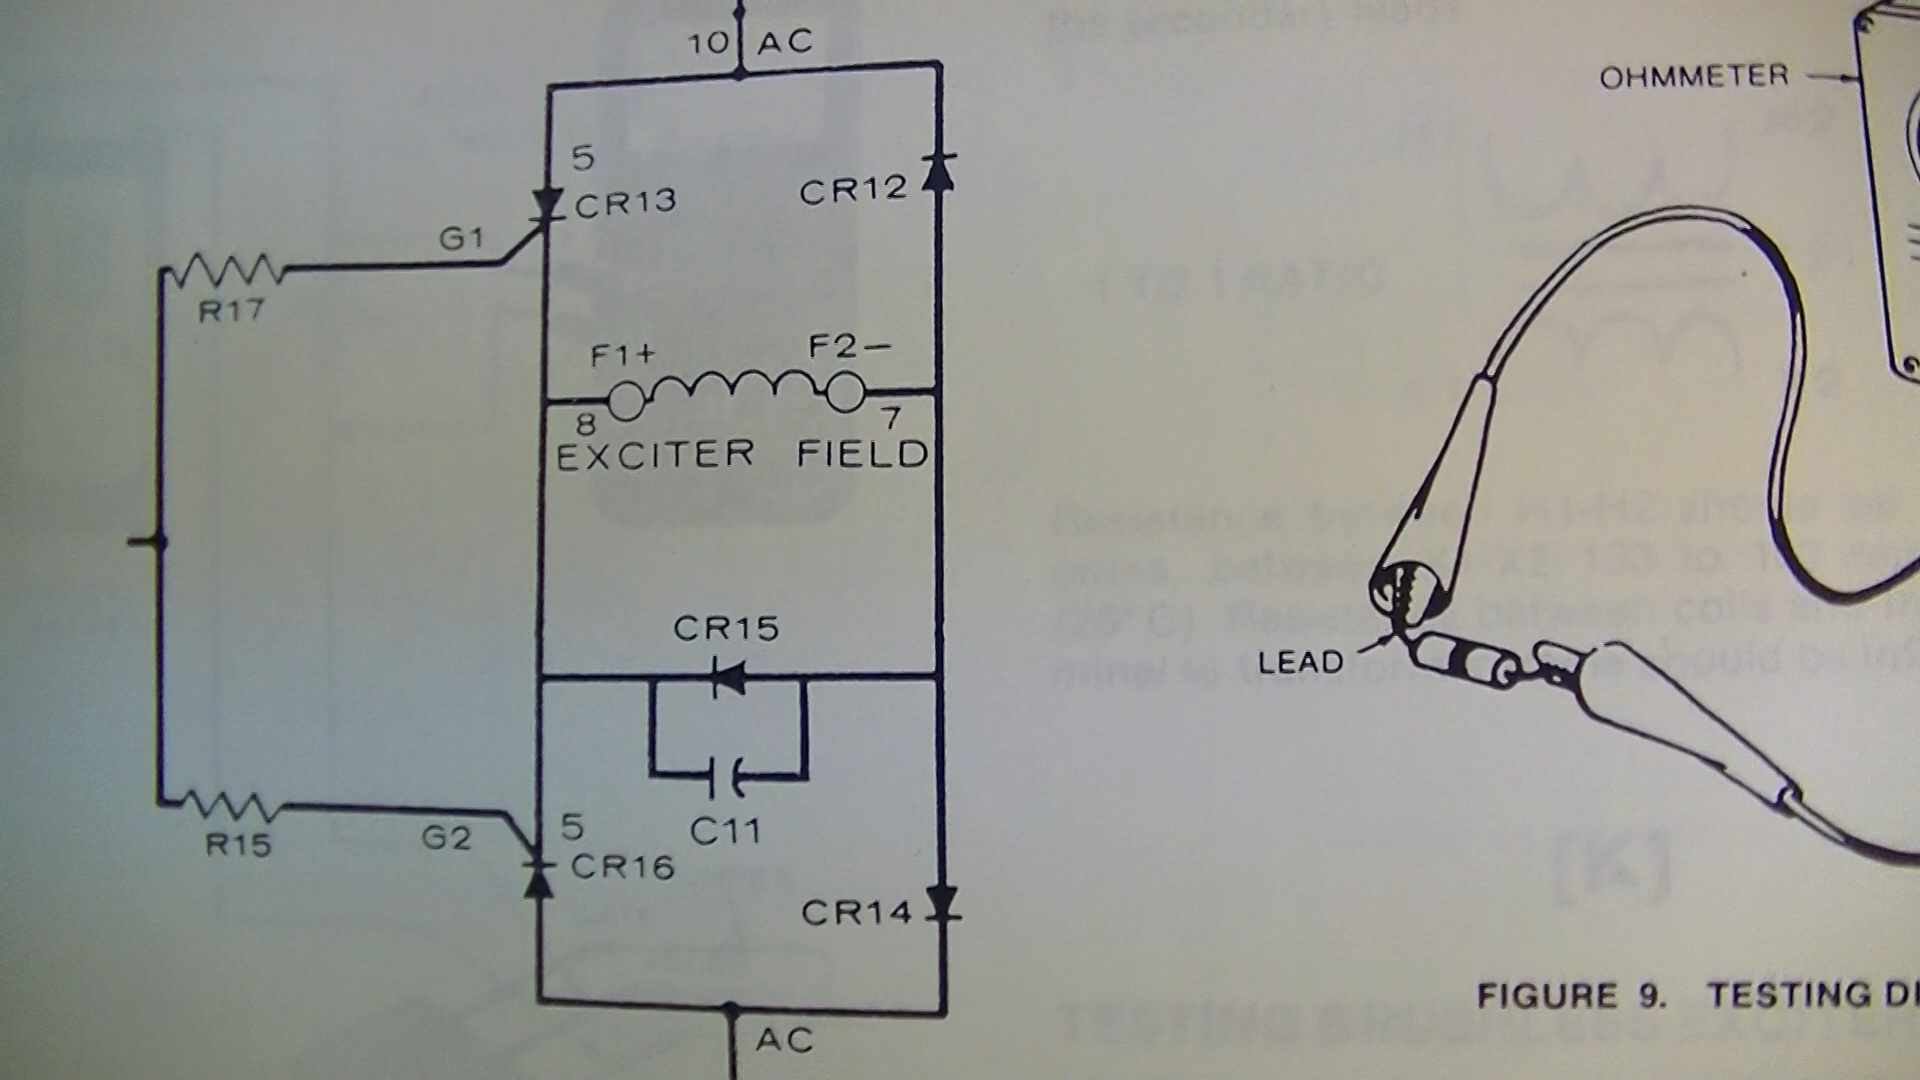 10 AC
5
CR13
CR12
G1
R17
F1+
F2−
8
7
EXCITER FIELD
CR15
C11
5
CR16
G2
R15
CR14
AC
OHMMETER
LEAD
FIGURE 9. TESTING